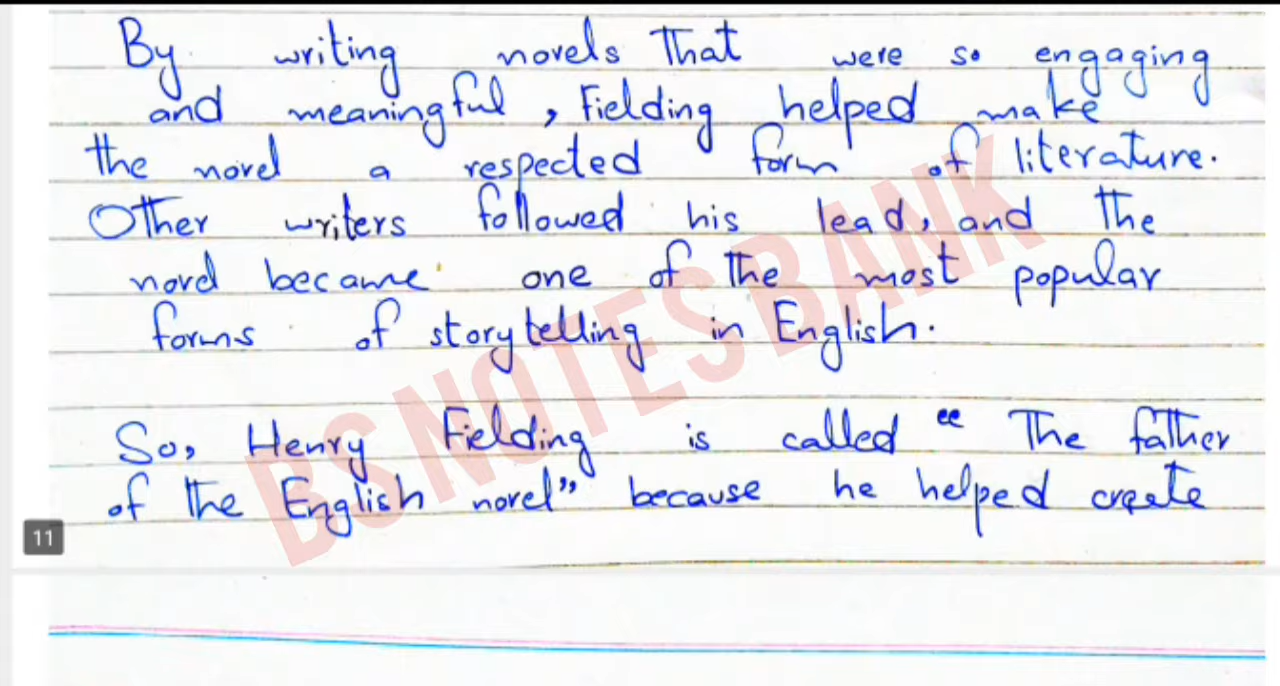 By writing novels that were so engaging
and meaningful, Fielding helped make
the novel a respected form of literature.
Other writers followed his lead, and the
novel became one of the most popular
forms of storytelling in English.
So, Henry Fielding is called “The father
of the English novel” because he helped create
11
BS NOTES BANK